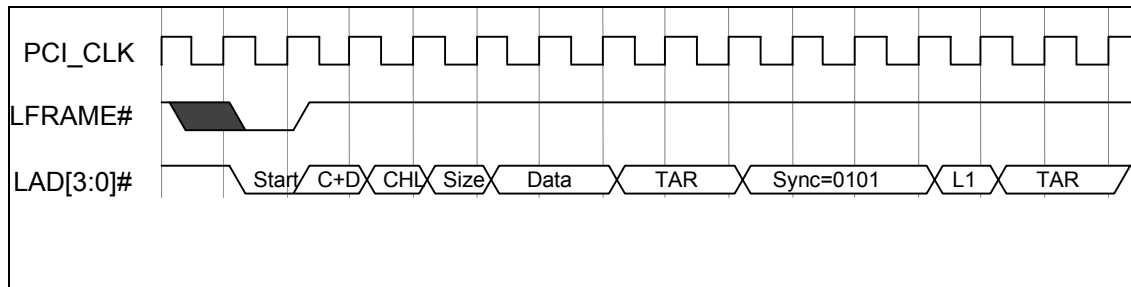 PCI_CLK
LFRAME#
LAD[3:0]# Start C+D CHL Size Data TAR Sync=0101 L1 TAR